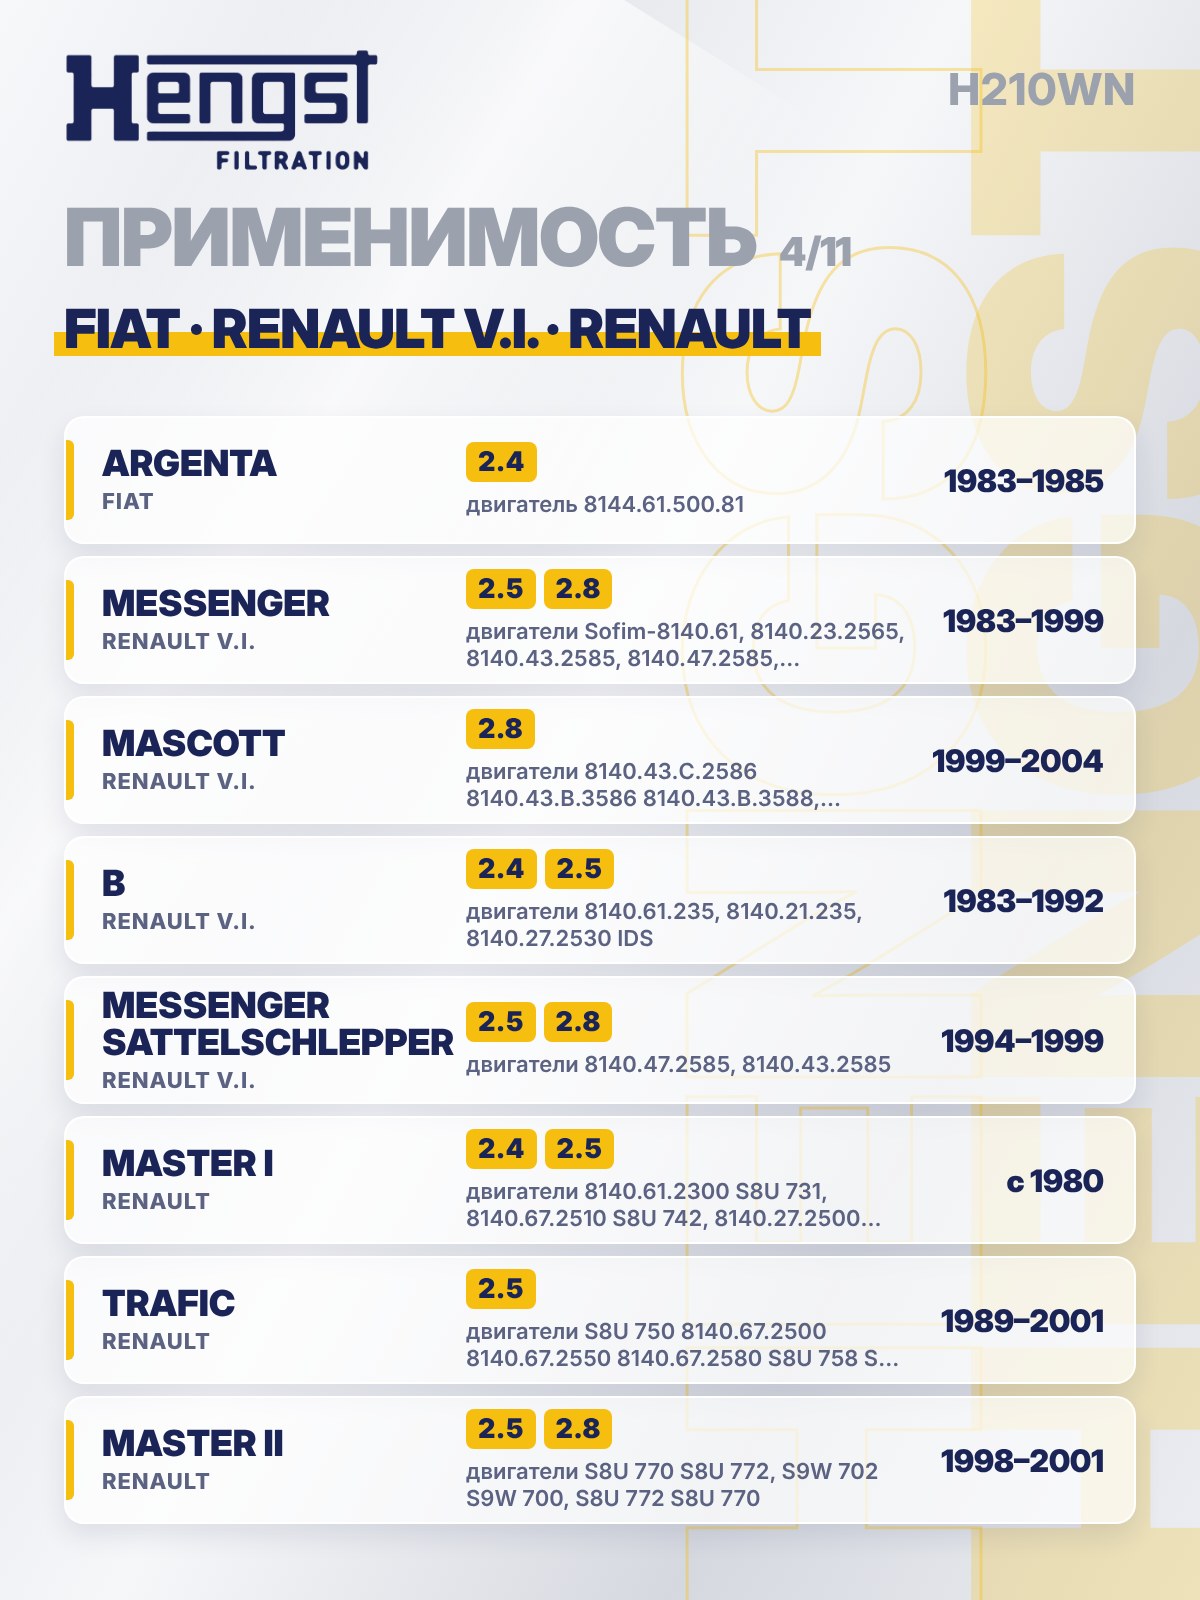 Hengst
FILTRATION
H210WN
ПРИМЕНИМОСТЬ 4/11
FIAT · RENAULT V.I. · RENAULT
ARGENTA
FIAT
2.4
двигатель 8144.61.500.81
1983–1985
MESSENGER
RENAULT V.I.
2.5 2.8
двигатели Sofim-8140.61, 8140.23.2565,
8140.43.2585, 8140.47.2585,...
1983–1999
MASCOTT
RENAULT V.I.
2.8
двигатели 8140.43.C.2586
8140.43.B.3586 8140.43.B.3588,...
1999–2004
B
RENAULT V.I.
2.4 2.5
двигатели 8140.61.235, 8140.21.235,
8140.27.2530 IDS
1983–1992
MESSENGER
SATTELSCHLEPPER
RENAULT V.I.
2.5 2.8
двигатели 8140.47.2585, 8140.43.2585
1994–1999
MASTER I
RENAULT
2.4 2.5
двигатели 8140.61.2300 S8U 731,
8140.67.2510 S8U 742, 8140.27.2500...
с 1980
TRAFIC
RENAULT
2.5
двигатели S8U 750 8140.67.2500
8140.67.2550 8140.67.2580 S8U 758 S...
1989–2001
MASTER II
RENAULT
2.5 2.8
двигатели S8U 770 S8U 772, S9W 702
S9W 700, S8U 772 S8U 770
1998–2001
HENGST
HENGST